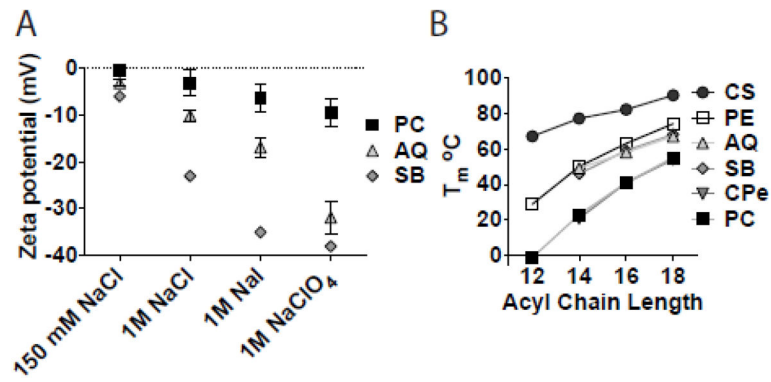 A
Zeta potential (mV)
0
-10
-20
-30
-40
150 mM NaCl
1M NaCl
1M NaI
1M NaClO4
PC
AQ
SB
B
Tm ºC
100
80
60
40
20
0
12
14
16
18
Acyl Chain Length
CS
PE
AQ
SB
CPe
PC